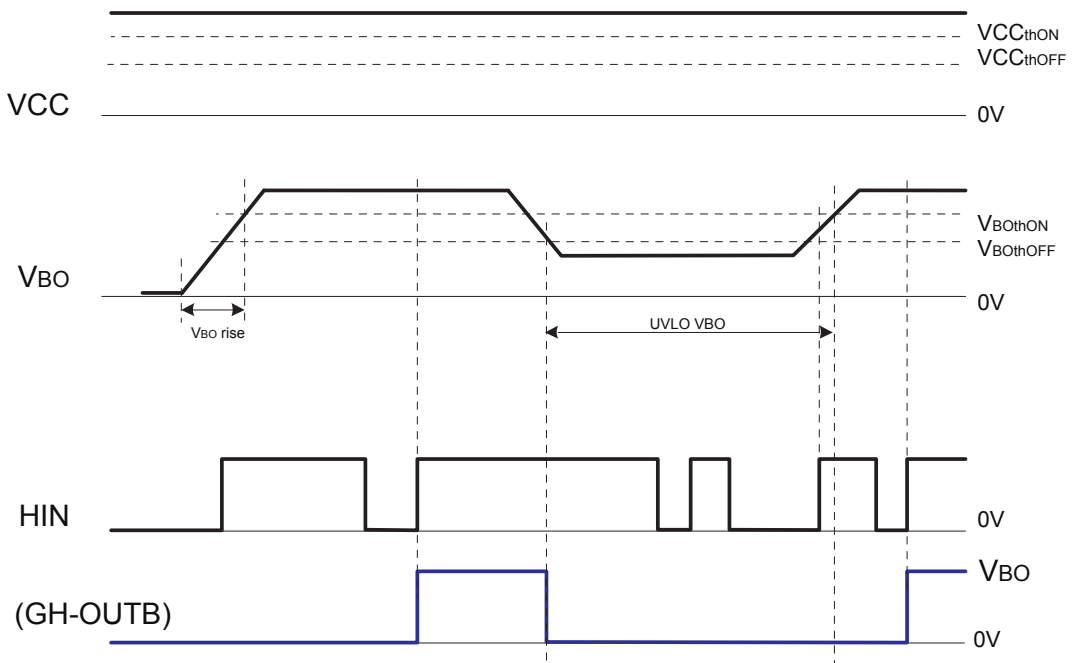 VCCthON
VCCthOFF
VCC
0V
VBOthON
VBOthOFF
VBO
0V
VBO rise
UVLO VBO
HIN
0V
VBO
(GH-OUTB)
0V